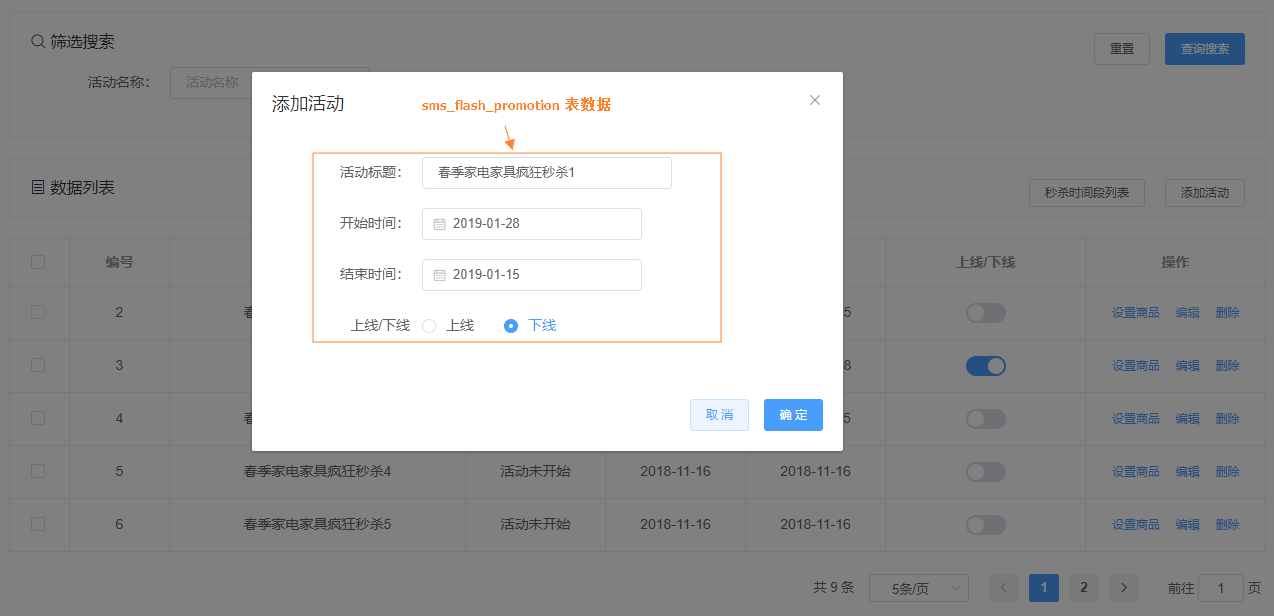 筛选搜索
重置
查询搜索
活动名称：
活动名称
添加活动
sms_flash_promotion 表数据
活动标题：
春季家电家具疯狂秒杀1
开始时间：
2019-01-28
结束时间：
2019-01-15
上线/下线
上线
下线
取 消
确 定
数据列表
秒杀时间段列表
添加活动
编号
上线/下线
操作
2
5
设置商品 编辑 删除
3
8
设置商品 编辑 删除
4
5
设置商品 编辑 删除
5 春季家电家具疯狂秒杀4 活动未开始 2018-11-16 2018-11-16 设置商品 编辑 删除
6 春季家电家具疯狂秒杀5 活动未开始 2018-11-16 2018-11-16 设置商品 编辑 删除
共 9 条 5条/页 1 2 前往 1 页